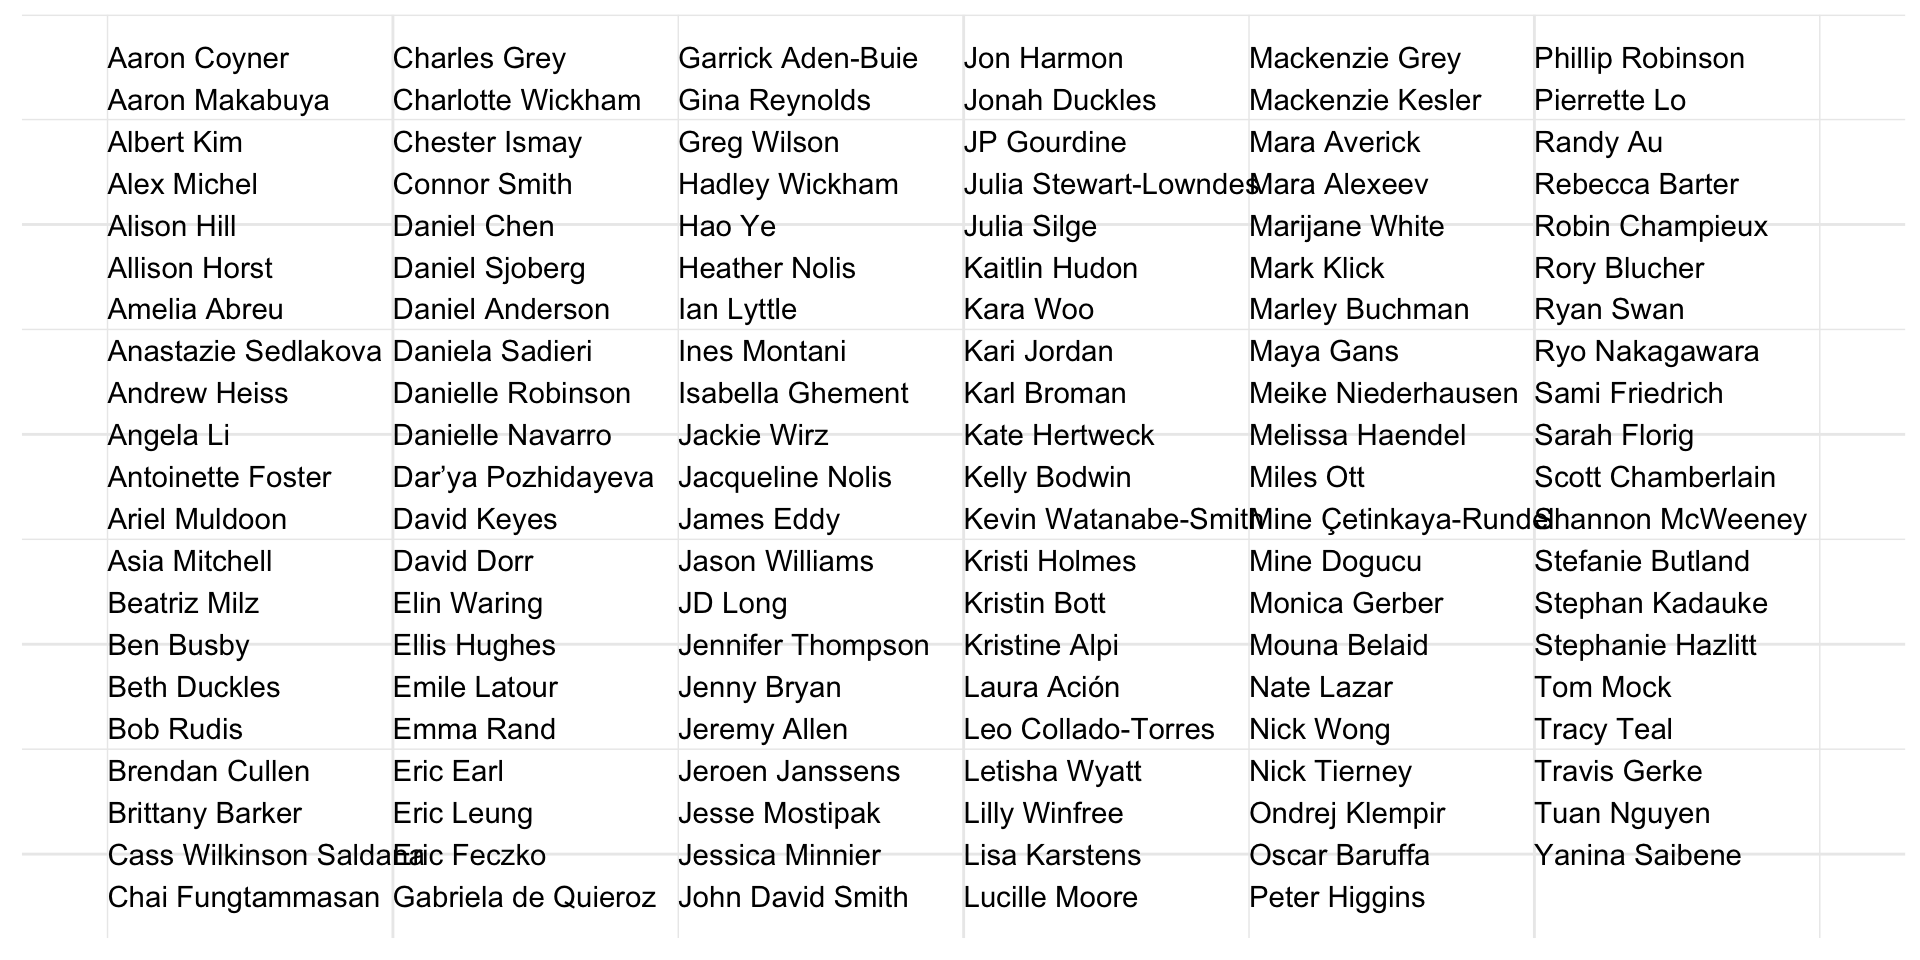 Aaron Coyner
Aaron Makabuya
Albert Kim
Alex Michel
Alison Hill
Allison Horst
Amelia Abreu
Anastazie Sedlakova
Andrew Heiss
Angela Li
Antoinette Foster
Ariel Muldoon
Asia Mitchell
Beatriz Milz
Ben Busby
Beth Duckles
Bob Rudis
Brendan Cullen
Brittany Barker
Cass Wilkinson Saldana
Chai Fungtammasan
Charles Grey
Charlotte Wickham
Chester Ismay
Connor Smith
Daniel Chen
Daniel Sjoberg
Daniel Anderson
Daniela Sadieri
Danielle Robinson
Danielle Navarro
Dar’ya Pozhidayeva
David Keyes
David Dorr
Elin Waring
Ellis Hughes
Emile Latour
Emma Rand
Eric Earl
Eric Leung
Eric Feczko
Gabriela de Quieroz
Garrick Aden-Buie
Gina Reynolds
Greg Wilson
Hadley Wickham
Hao Ye
Heather Nolis
Ian Lyttle
Ines Montani
Isabella Ghement
Jackie Wirz
Jacqueline Nolis
James Eddy
Jason Williams
JD Long
Jennifer Thompson
Jenny Bryan
Jeremy Allen
Jeroen Janssens
Jesse Mostipak
Jessica Minnier
John David Smith
Jon Harmon
Jonah Duckles
JP Gourdine
Julia Stewart-Lowndes
Julia Silge
Kaitlin Hudon
Kara Woo
Kari Jordan
Karl Broman
Kate Hertweck
Kelly Bodwin
Kevin Watanabe-Smith
Kristi Holmes
Kristin Bott
Kristine Alpi
Laura Ación
Leo Collado-Torres
Letisha Wyatt
Lilly Winfree
Lisa Karstens
Lucille Moore
Mackenzie Grey
Mackenzie Kesler
Mara Averick
Mara Alexeev
Marijane White
Mark Klick
Marley Buchman
Maya Gans
Meike Niederhausen
Melissa Haendel
Miles Ott
Mine Çetinkaya-Rundel
Mine Dogucu
Monica Gerber
Mouna Belaid
Nate Lazar
Nick Wong
Nick Tierney
Ondrej Klempir
Oscar Baruffa
Peter Higgins
Phillip Robinson
Pierrette Lo
Randy Au
Rebecca Barter
Robin Champieux
Rory Blucher
Ryan Swan
Ryo Nakagawara
Sami Friedrich
Sarah Florig
Scott Chamberlain
Shannon McWeeney
Stefanie Butland
Stephan Kadauke
Stephanie Hazlitt
Tom Mock
Tracy Teal
Travis Gerke
Tuan Nguyen
Yanina Saibene